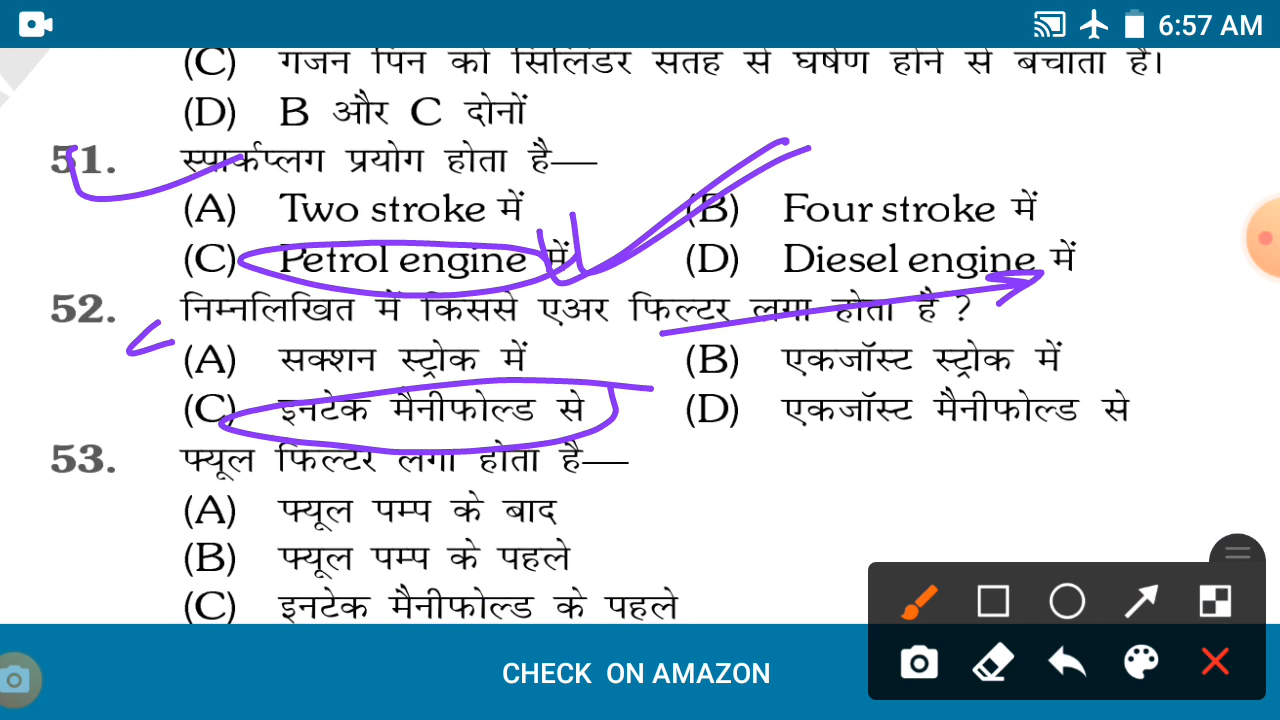 6:57 AM
(C) गजन पिन को सिलिंडर सतह से घर्षण होने से बचाता है।
(D) B और C दोनों
51. स्पार्कप्लग प्रयोग होता है—
(A) Two stroke में (B) Four stroke में
(C) Petrol engine में (D) Diesel engine में
52. निम्नलिखित में किससे एअर फिल्टर लगा होता है ?
(A) सक्शन स्ट्रोक में (B) एकजॉस्ट स्ट्रोक में
(C) इनटेक मैनीफोल्ड से (D) एकजॉस्ट मैनीफोल्ड से
53. फ्यूल फिल्टर लगा होता है—
(A) फ्यूल पम्प के बाद
(B) फ्यूल पम्प के पहले
(C) इनटेक मैनीफोल्ड के पहले
CHECK ON AMAZON